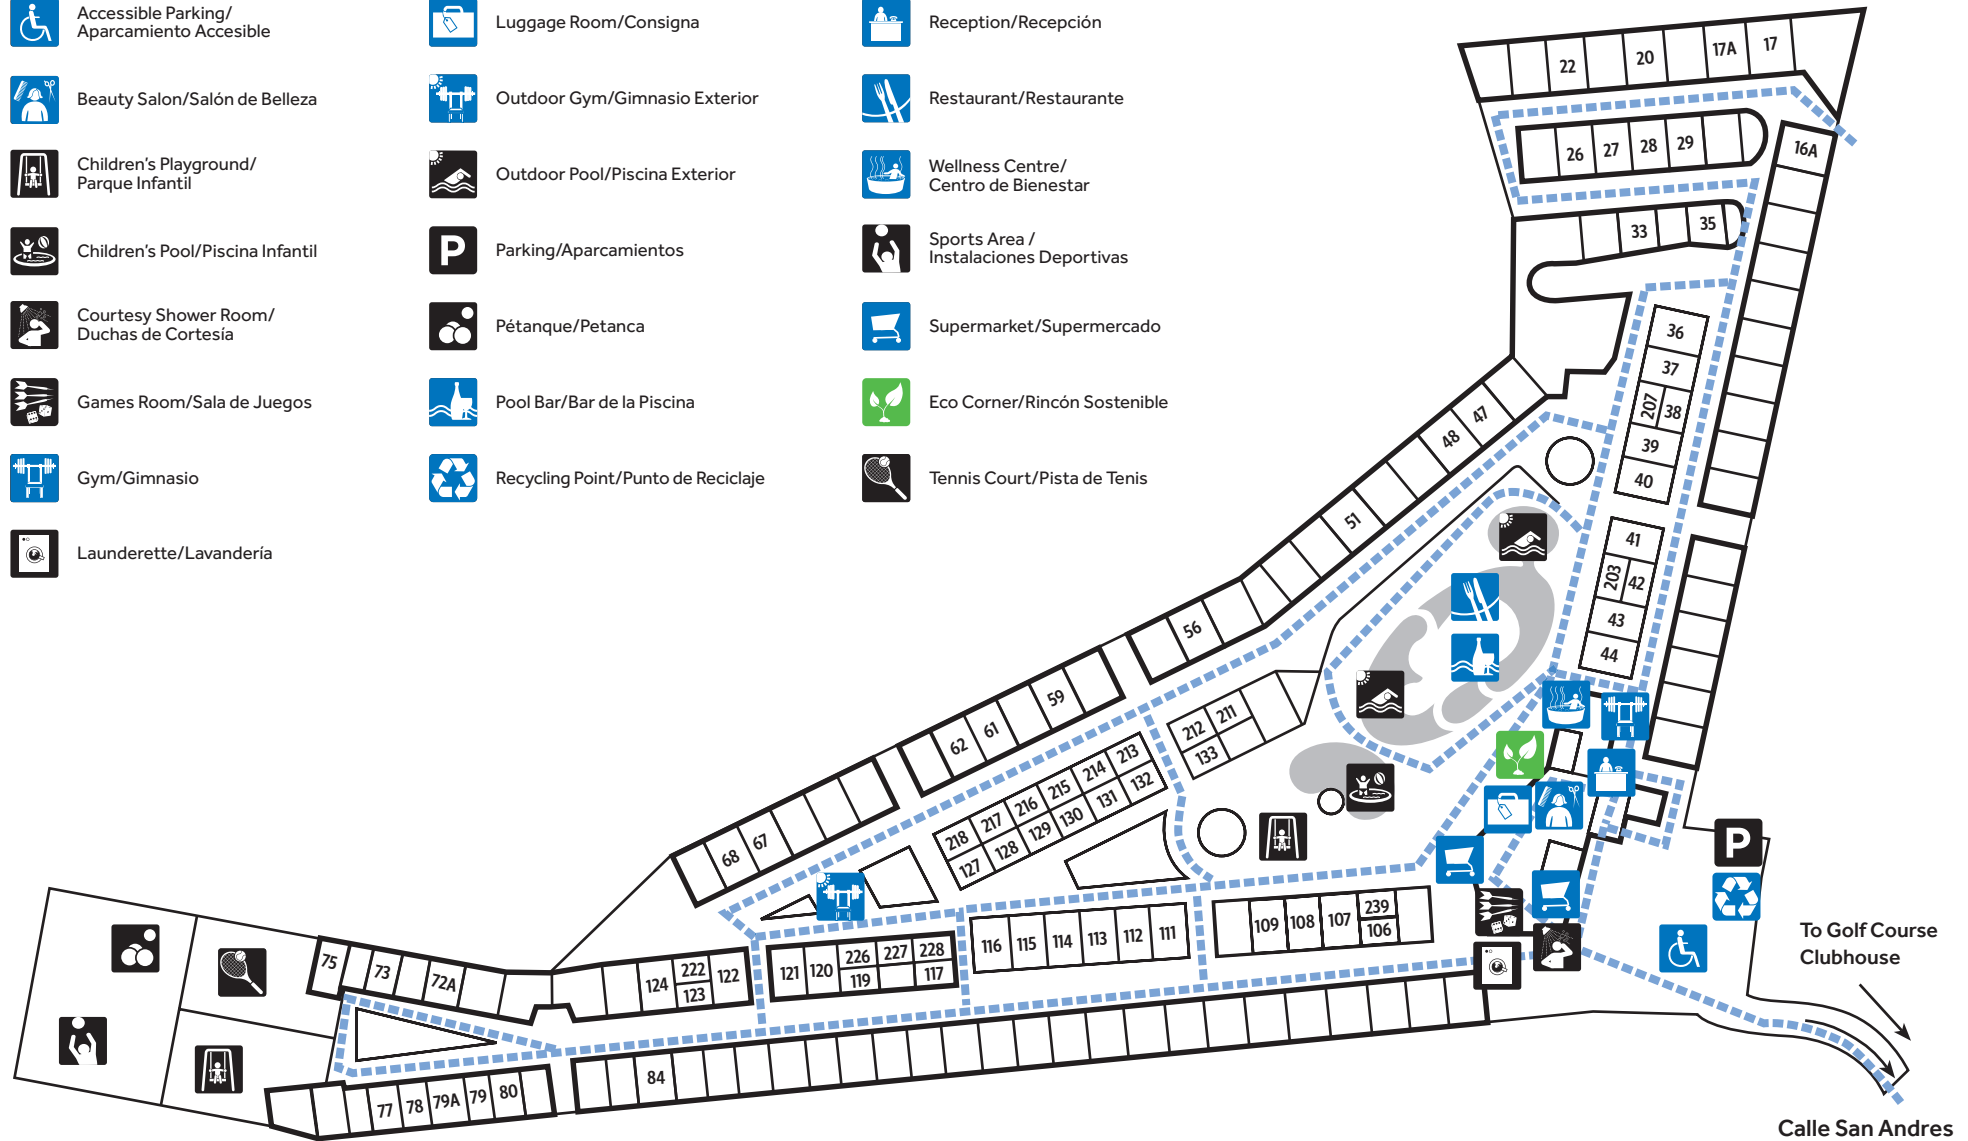 Accessible Parking/
Aparcamiento Accesible
Beauty Salon/Salón de Belleza
Children's Playground/
Parque Infantil
Children's Pool/Piscina Infantil
Courtesy Shower Room/
Duchas de Cortesía
Games Room/Sala de Juegos
Gym/Gimnasio
Launderette/Lavandería
Luggage Room/Consigna
Outdoor Gym/Gimnasio Exterior
Outdoor Pool/Piscina Exterior
P
Parking/Aparcamientos
Pétanque/Petanca
Pool Bar/Bar de la Piscina
Recycling Point/Punto de Reciclaje
Reception/Recepción
Restaurant/Restaurante
Wellness Centre/
Centro de Bienestar
Sports Area /
Instalaciones Deportivas
Supermarket/Supermercado
Eco Corner/Rincón Sostenible
Tennis Court/Pista de Tenis
22
20
17A
17
26
27
28
29
16A
33
35
36
37
207
38
39
40
41
203
42
43
44
47
48
51
56
59
61
62
67
68
212
211
133
218
217
216
215
214
213
127
128
129
130
131
132
75
73
72A
124
222
123
122
121
120
226
119
227
228
117
116
115
114
113
112
111
109
108
107
239
106
77
78
79A
79
80
84
P
To Golf Course
Clubhouse
Calle San Andres